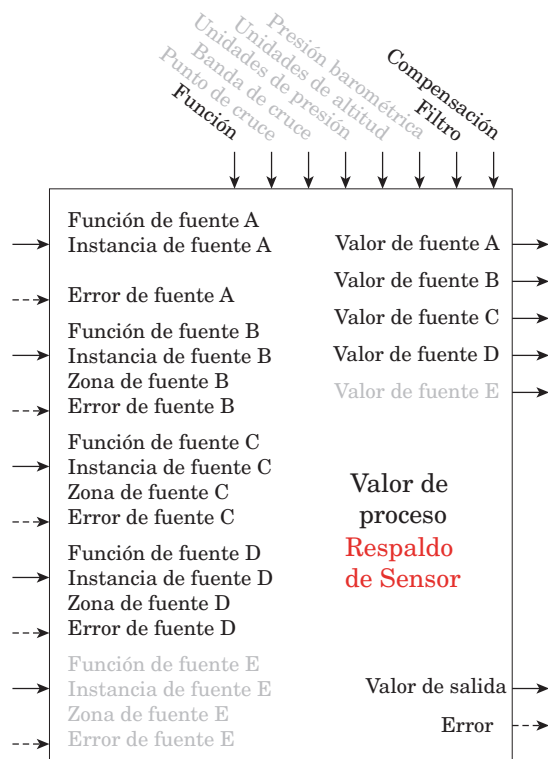 Función
Punto de cruce
Banda de cruce
Unidades de presión
Unidades de altitud
Presión barométrica
Filtro
Compensación
Función de fuente A
Instancia de fuente A
Error de fuente A
Función de fuente B
Instancia de fuente B
Zona de fuente B
Error de fuente B
Función de fuente C
Instancia de fuente C
Zona de fuente C
Error de fuente C
Función de fuente D
Instancia de fuente D
Zona de fuente D
Error de fuente D
Función de fuente E
Instancia de fuente E
Zona de fuente E
Error de fuente E
Valor de fuente A
Valor de fuente B
Valor de fuente C
Valor de fuente D
Valor de fuente E
Valor de
proceso
Respaldo
de Sensor
Valor de salida
Error